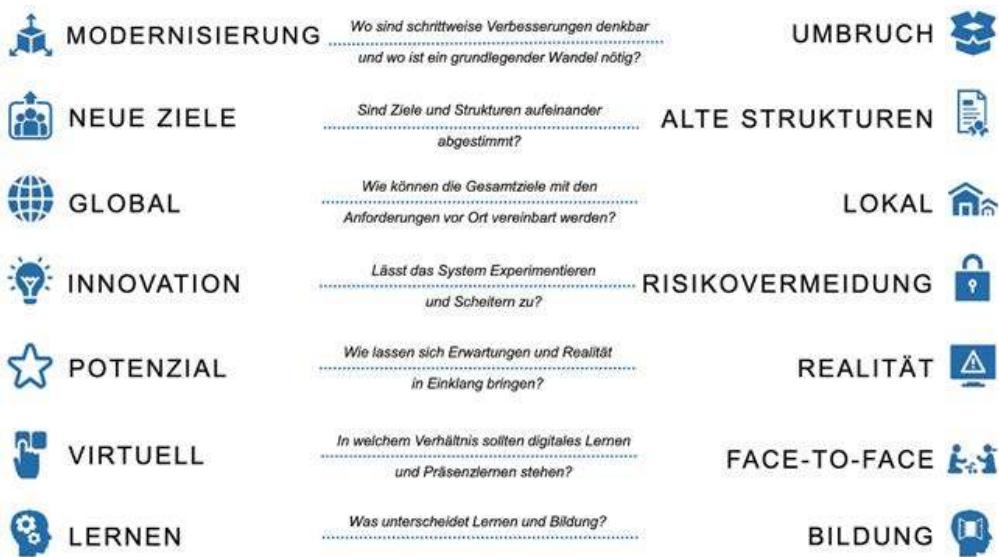 MODERNISIERUNG
Wo sind schrittweise Verbesserungen denkbar
und wo ist ein grundlegender Wandel nötig?
UMBRUCH
NEUE ZIELE
Sind Ziele und Strukturen aufeinander
abgestimmt?
ALTE STRUKTUREN
GLOBAL
Wie können die Gesamtziele mit den
Anforderungen vor Ort vereinbart werden?
LOKAL
INNOVATION
Lässt das System Experimentieren
und Scheitern zu?
RISIKOVERMEIDUNG
POTENZIAL
Wie lassen sich Erwartungen und Realität
in Einklang bringen?
REALITÄT
VIRTUELL
In welchem Verhältnis sollten digitales Lernen
und Präsenzlernen stehen?
FACE-TO-FACE
LERNEN
Was unterscheidet Lernen und Bildung?
BILDUNG